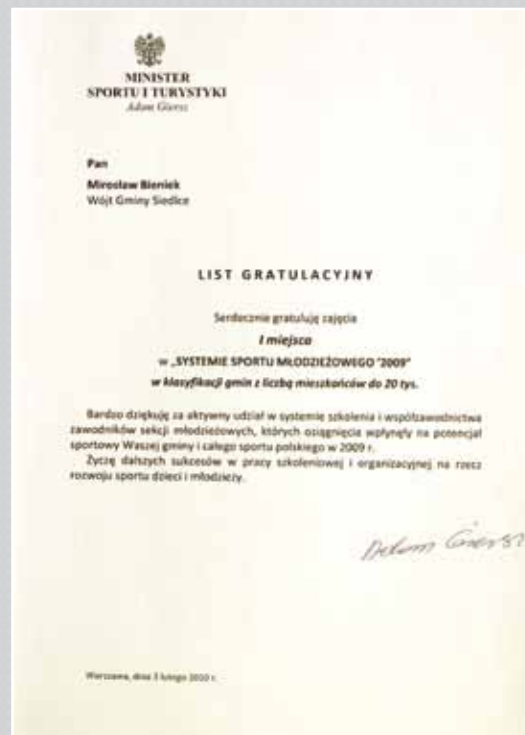 MINISTER
SPORTU I TURYSTYKI
Adam Giersz
Pan
Mirosław Bieniek
Wójt Gminy Siedlce
LIST GRATULACYJNY
Serdecznie gratuluję zajęcia
I miejsca
w „SYSTEMIE SPORTU MŁODZIEŻOWEGO '2009"
w klasyfikacji gmin z liczbą mieszkańców do 20 tys.
Bardzo dziękuję za aktywny udział w systemie szkolenia i współzawodnictwa
zawodników sekcji młodzieżowych, których osiągnięcia wpłynęły na potencjał
sportowy Waszej gminy i całego sportu polskiego w 2009 r.
Życzę dalszych sukcesów w pracy szkoleniowej i organizacyjnej na rzecz
rozwoju sportu dzieci i młodzieży.
Adam Giersz
Warszawa, dnia 3 lutego 2010 r.